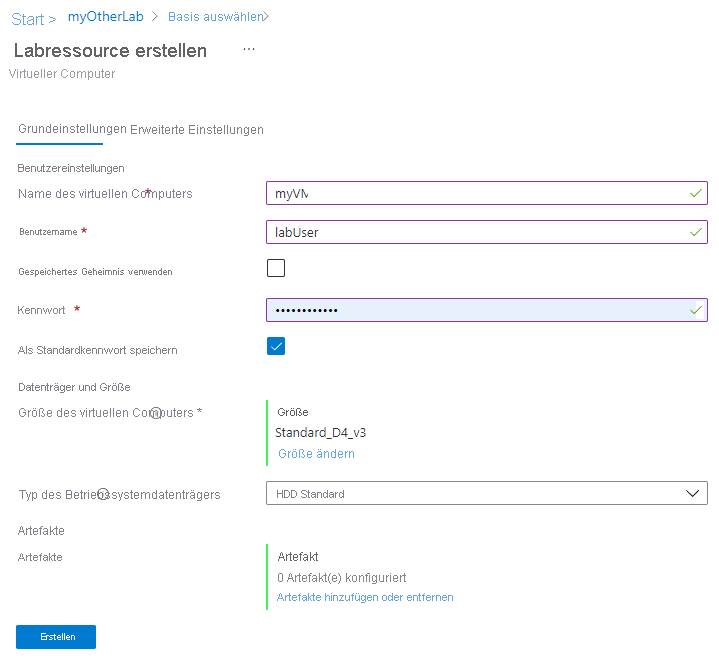 Start > myOtherLab > Basis auswählen>
Labressource erstellen ...
Virtueller Computer
Grundeinstellungen Erweiterte Einstellungen
Benutzereinstellungen
Name des virtuellen Computers * myVM
Benutzername * labUser
Gespeichertes Geheimnis verwenden
Kennwort * ••••••••••••
Als Standardkennwort speichern
Datenträger und Größe
Größe des virtuellen Computers * Größe
Standard_D4_v3
Größe ändern
Typ des Betriebssystemdatenträgers HDD Standard
Artefakte
Artefakte Artefakt
0 Artefakt(e) konfiguriert
Artefakte hinzufügen oder entfernen
Erstellen